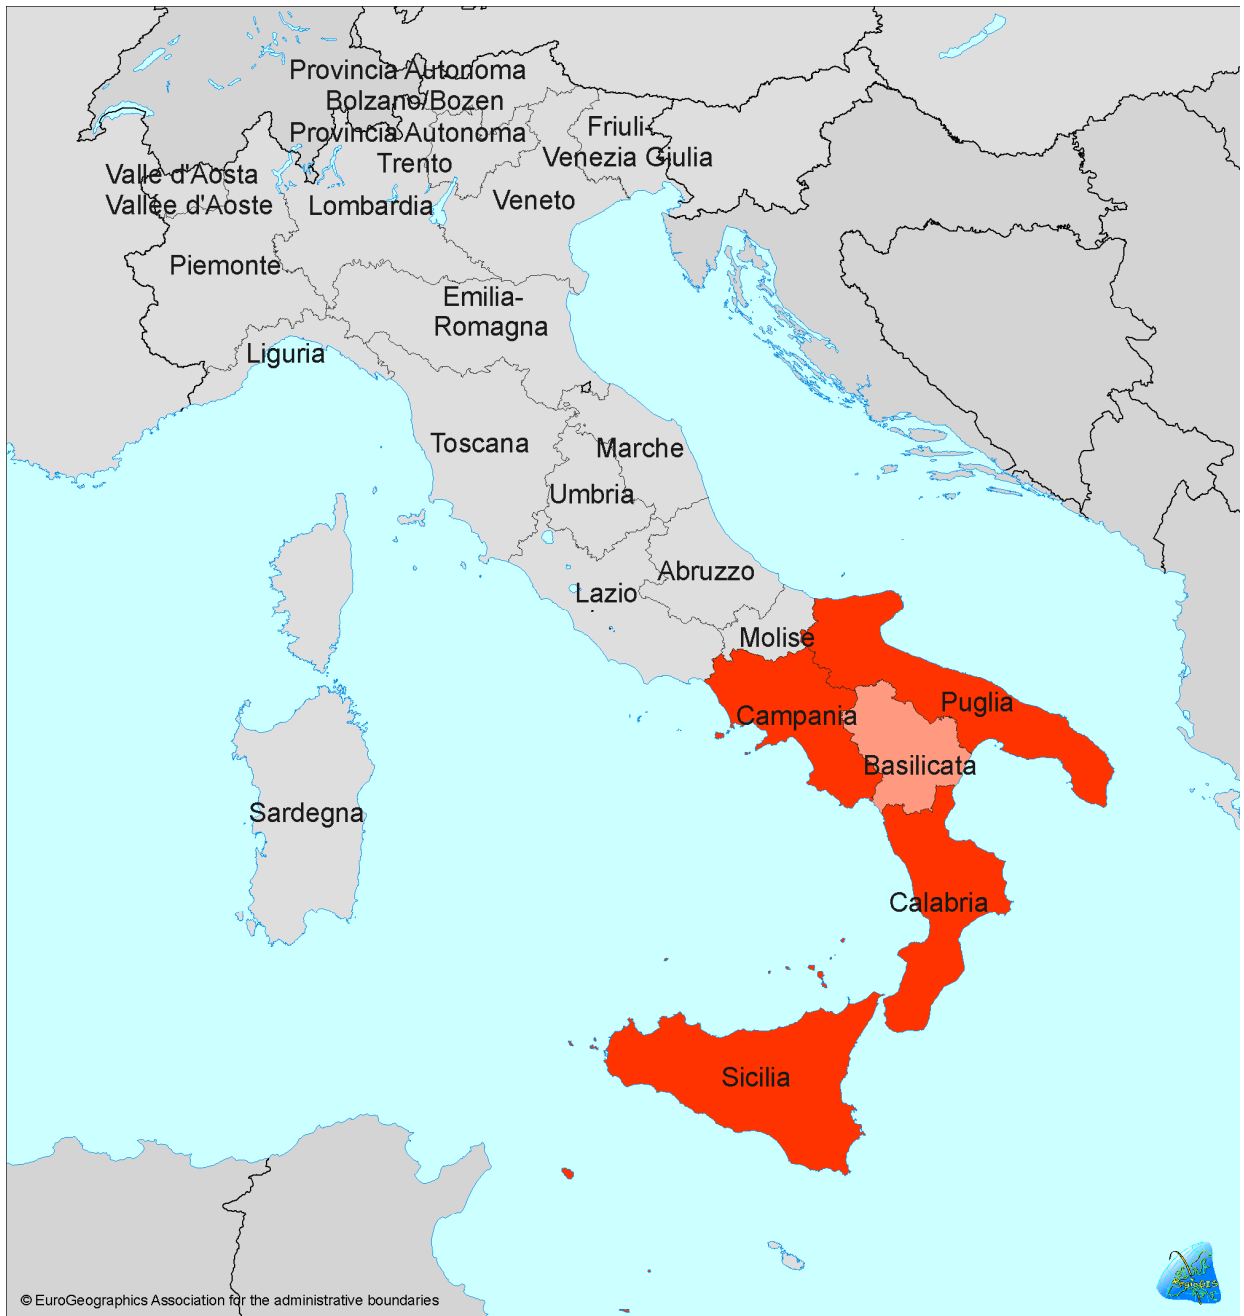 Provincia Autonoma
Bolzano/Bozen
Provincia Autonoma
Trento
Friuli-
Venezia Giulia
Valle d'Aosta
Vallée d'Aoste
Lombardia
Veneto
Piemonte
Emilia-
Romagna
Liguria
Toscana
Marche
Umbria
Abruzzo
Lazio
Molise
Campania
Puglia
Basilicata
Sardegna
Calabria
Sicilia
© EuroGeographics Association for the administrative boundaries